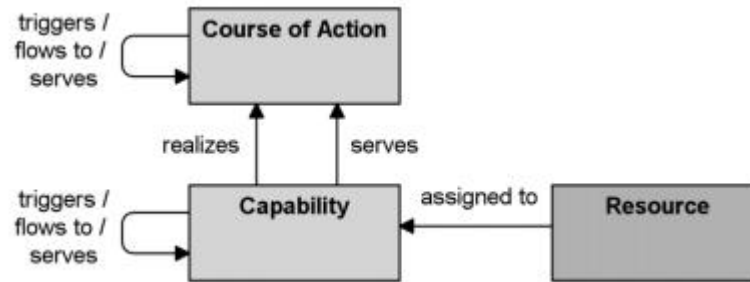 triggers /
flows to /
serves
Course of Action
realizes
serves
triggers /
flows to /
serves
Capability
assigned to
Resource